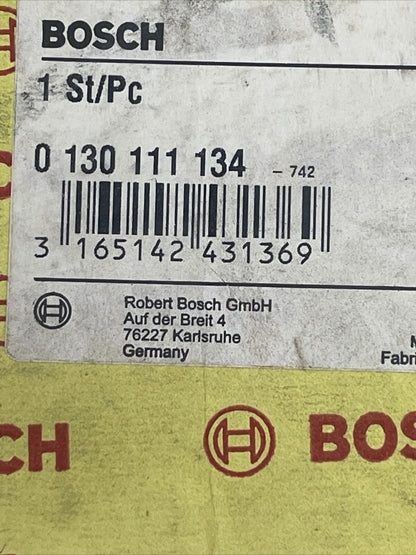 BOSCH
1 St/Pc
0 130 111 134 - 742
3 165142 431369
Robert Bosch GmbH
Auf der Breit 4
76227 Karlsruhe
Germany
M
Fabri
CH
BOS